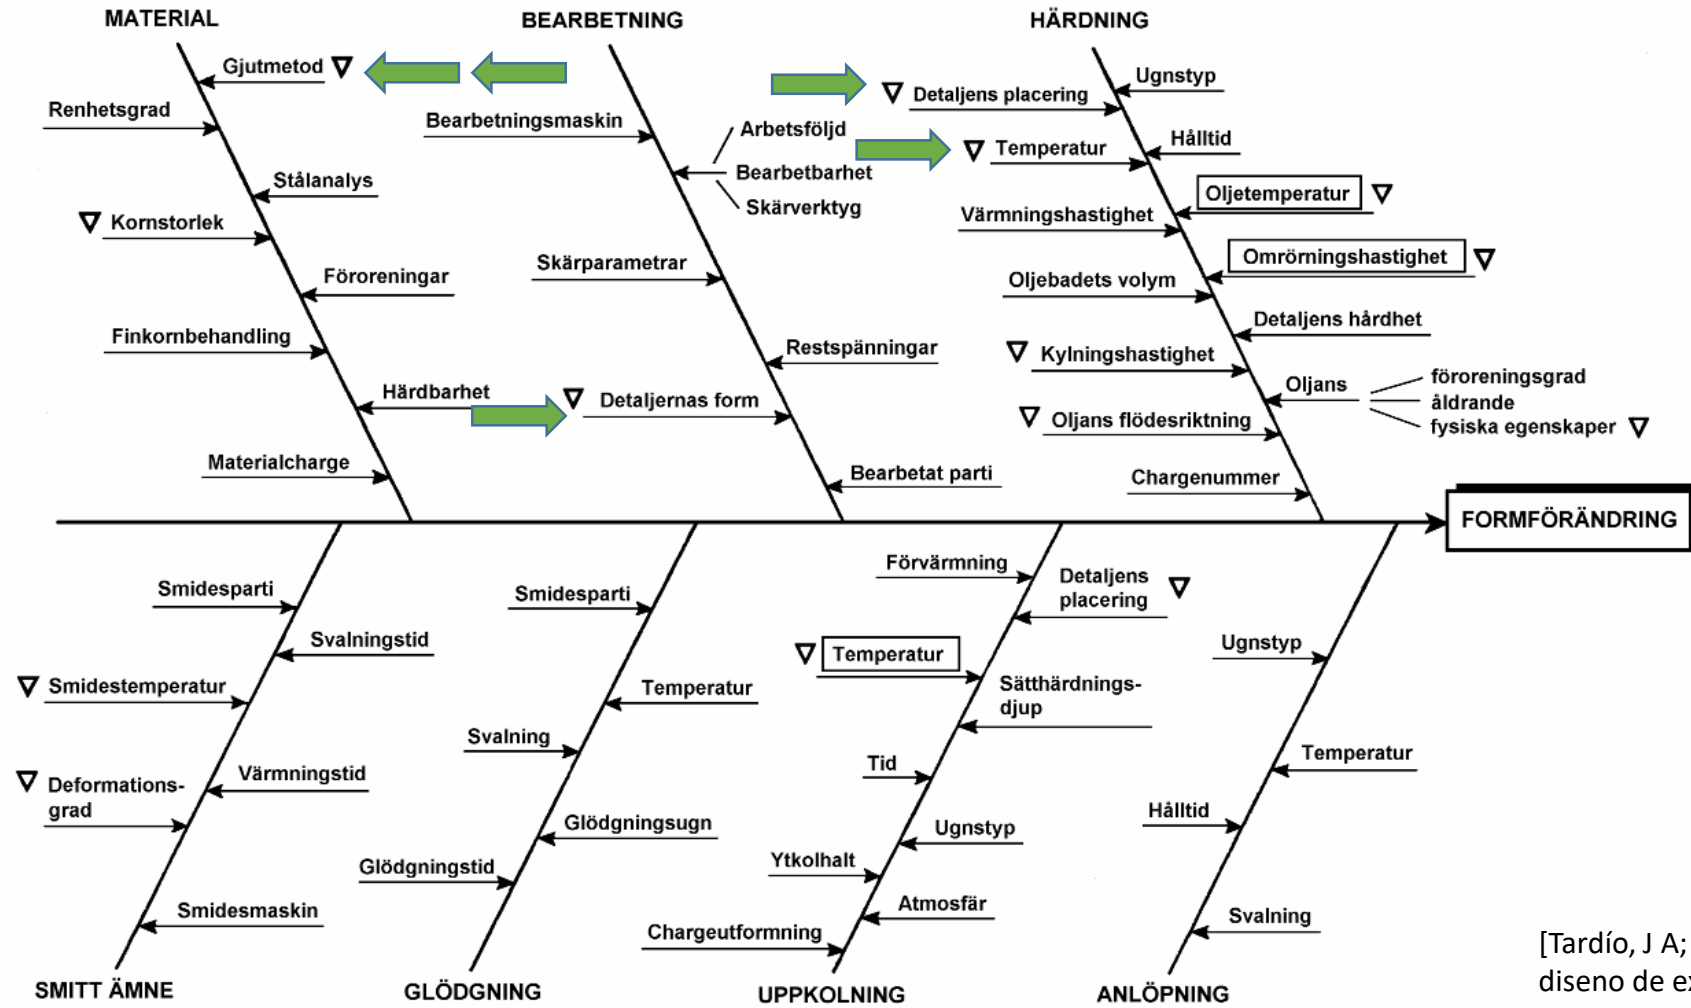 MATERIAL
Gjutmetod
Renhetsgrad
Stålanalys
Kornstorlek
Föroreningar
Finkornbehandling
Härdbarhet
Materialcharge
BEARBETNING
Bearbetningsmaskin
Arbetsföljd
Bearbetbarhet
Skärverktyg
Skärparametrar
Restspänningar
Detaljernas form
Bearbetat parti
HÄRDNING
Ugnstyp
Detaljens placering
Hålltid
Temperatur
Oljetemperatur
Värmningshastighet
Omrörningshastighet
Oljebadets volym
Detaljens hårdhet
Kylningshastighet
Oljans
föroreningsgrad
åldrande
fysiska egenskaper
Oljans flödesriktning
Chargenummer
FORMFÖRÄNDRING
Smidesparti
Svalningstid
Smidestemperatur
Värmningstid
Deformations-
grad
Smidesmaskin
SMITT ÄMNE
Smidesparti
Temperatur
Svalning
Glödgningsugn
Glödgningstid
GLÖDGNING
Förvärmning
Detaljens
placering
Temperatur
Sätthärdnings-
djup
Tid
Ugnstyp
Ytkolhalt
Atmosfär
Chargeutformning
UPPKOLNING
Ugnstyp
Temperatur
Hålltid
Svalning
ANLÖPNING
[Tardío, J A;
diseno de ex